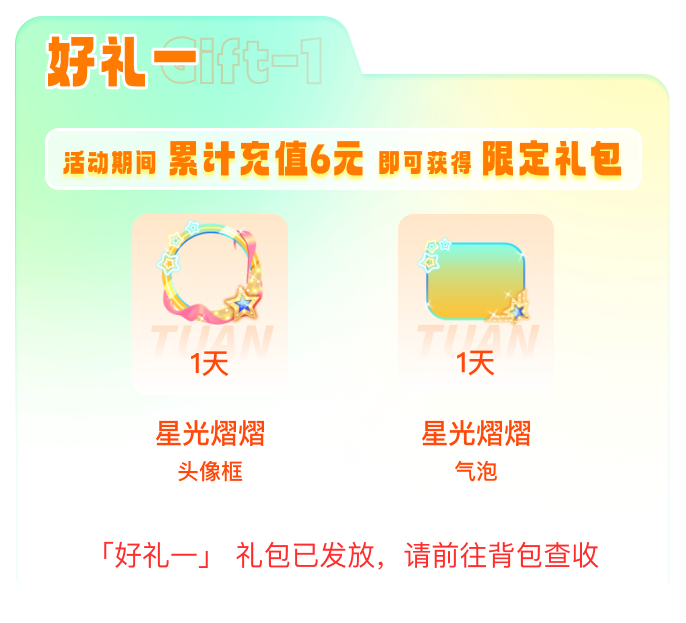 好礼一 Gift-1
活动期间 累计充值6元 即可获得 限定礼包
TUAN TUAN
1天 1天
星光熠熠 星光熠熠
头像框 气泡
「好礼一」 礼包已发放，请前往背包查收